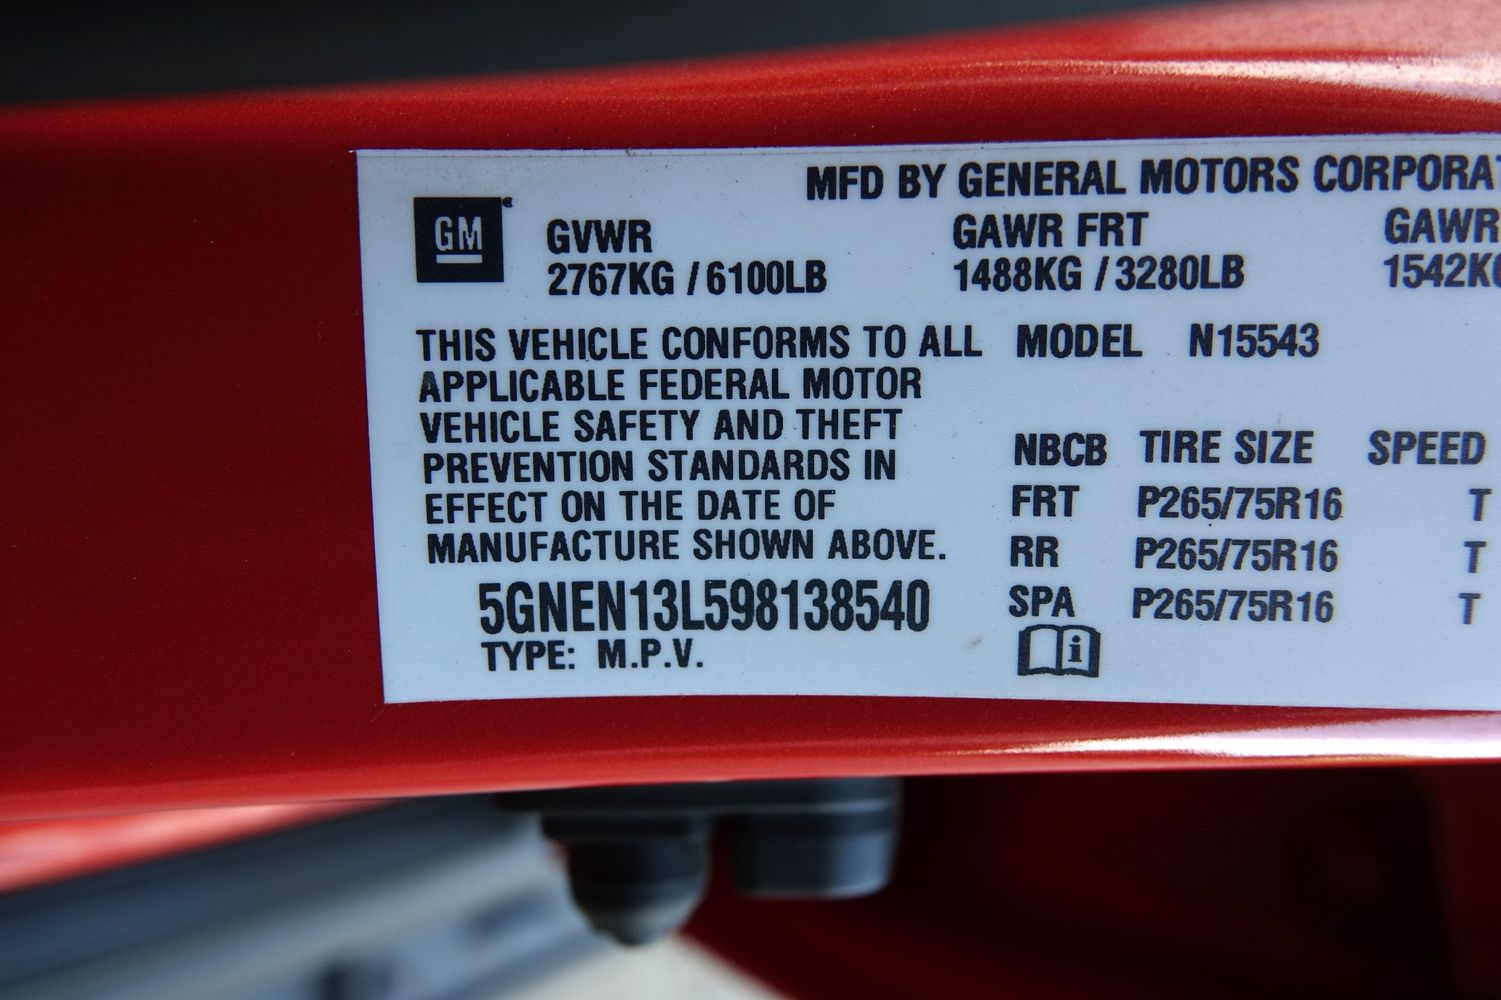 MFD BY GENERAL MOTORS CORPORAT
GM
GVWR GAWR FRT GAWR
2767KG / 6100LB 1488KG / 3280LB 1542KG
THIS VEHICLE CONFORMS TO ALL MODEL N15543
APPLICABLE FEDERAL MOTOR
VEHICLE SAFETY AND THEFT
NBCB TIRE SIZE SPEED
PREVENTION STANDARDS IN
FRT P265/75R16 T
EFFECT ON THE DATE OF
MANUFACTURE SHOWN ABOVE.
RR P265/75R16 T
5GNEN13L598138540
SPA P265/75R16 T
TYPE: M.P.V.
i